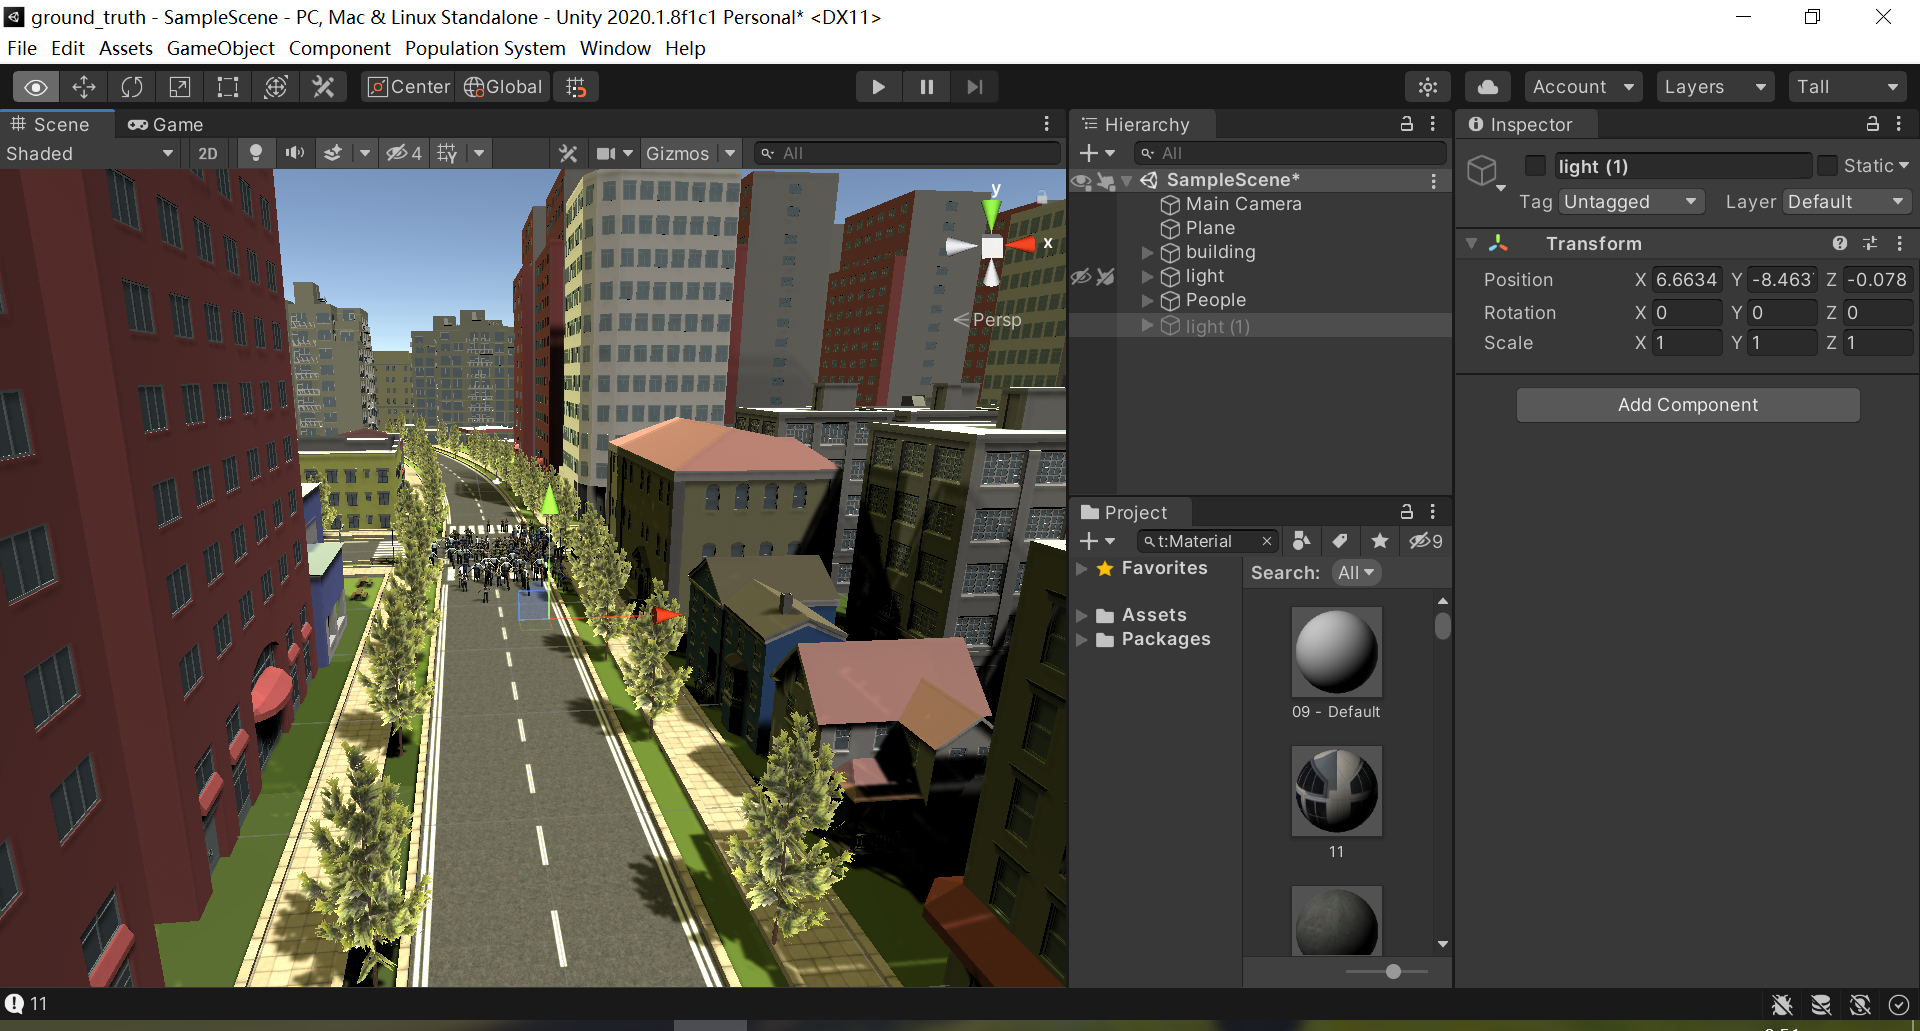 ground_truth - SampleScene - PC, Mac & Linux Standalone - Unity 2020.1.8f1c1 Personal* <DX11>
File Edit Assets GameObject Component Population System Window Help
Center Global Account Layers Tall
Scene Game
Shaded 2D 4 Gizmos All
y
x
Persp
Hierarchy
All
SampleScene*
Main Camera
Plane
building
light
People
light (1)
Project
t:Material 9
Favorites
Assets
Packages
Search: All
09 - Default
11
Inspector
light (1) Static
Tag Untagged Layer Default
Transform
Position X 6.6634 Y -8.463 Z -0.078
Rotation X 0 Y 0 Z 0
Scale X 1 Y 1 Z 1
Add Component
11